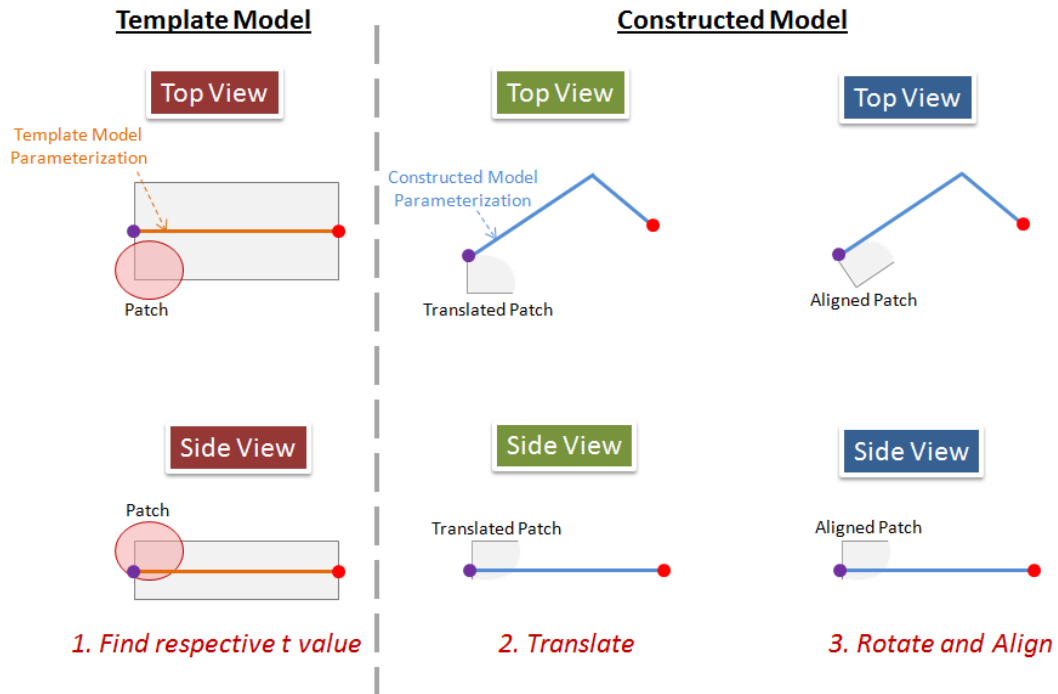 Template Model
Constructed Model
Top View
Top View
Top View
Template Model
Parameterization
Constructed Model
Parameterization
Patch
Translated Patch
Aligned Patch
Side View
Side View
Side View
Patch
Translated Patch
Aligned Patch
1. Find respective t value
2. Translate
3. Rotate and Align